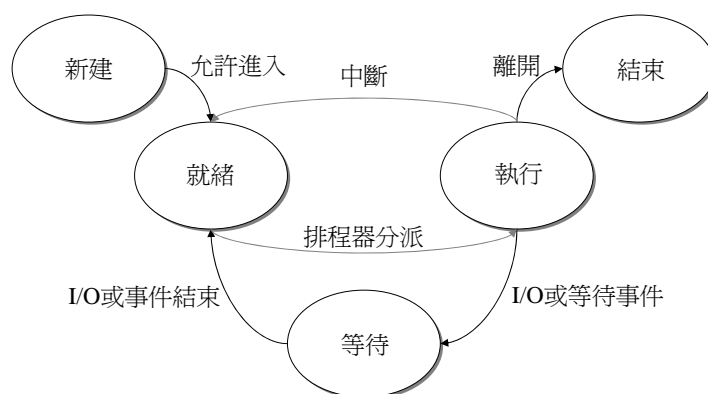 新建
允許進入
中斷
離開
結束
就緒
執行
排程器分派
I/O或事件結束
I/O或等待事件
等待